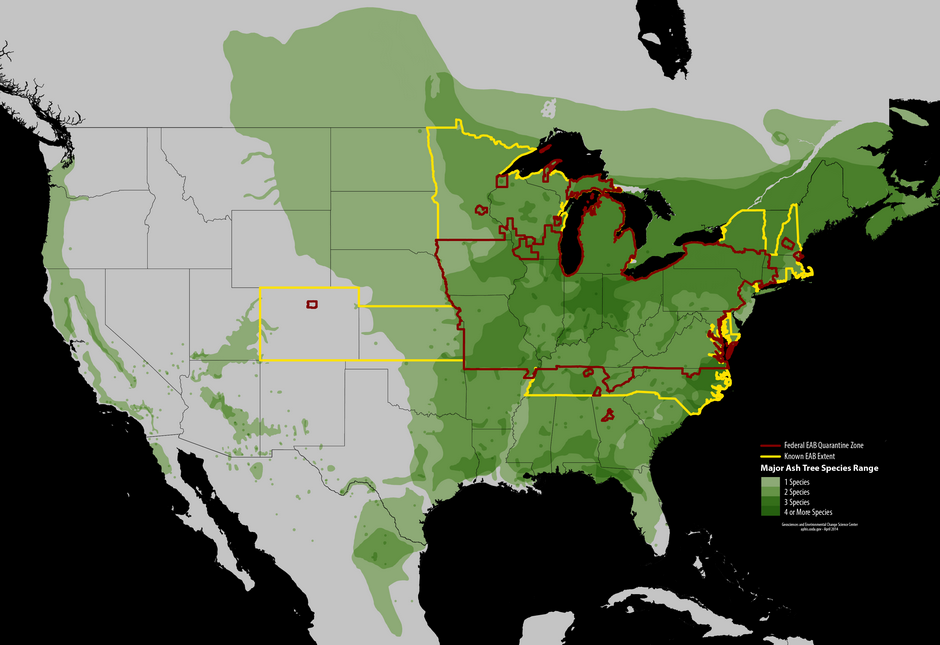 Federal EAB Quarantine Zone
Known EAB Extent
Major Ash Tree Species Range
1 Species
2 Species
3 Species
4 or More Species
Geosciences and Environmental Change Science Center
aphis.usda.gov - April 2014